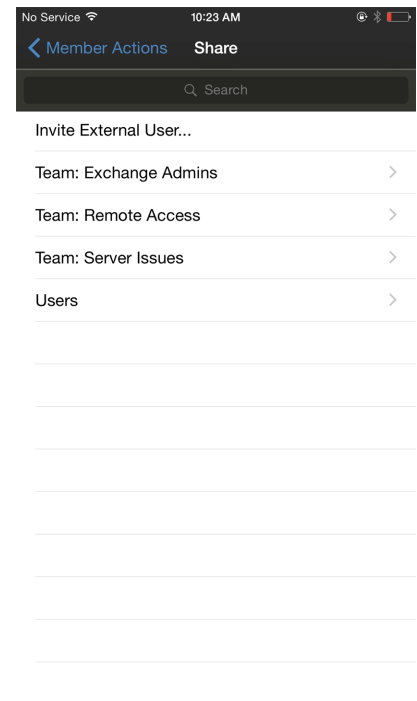 No Service 10:23 AM
Member Actions Share
Search
Invite External User...
Team: Exchange Admins
Team: Remote Access
Team: Server Issues
Users